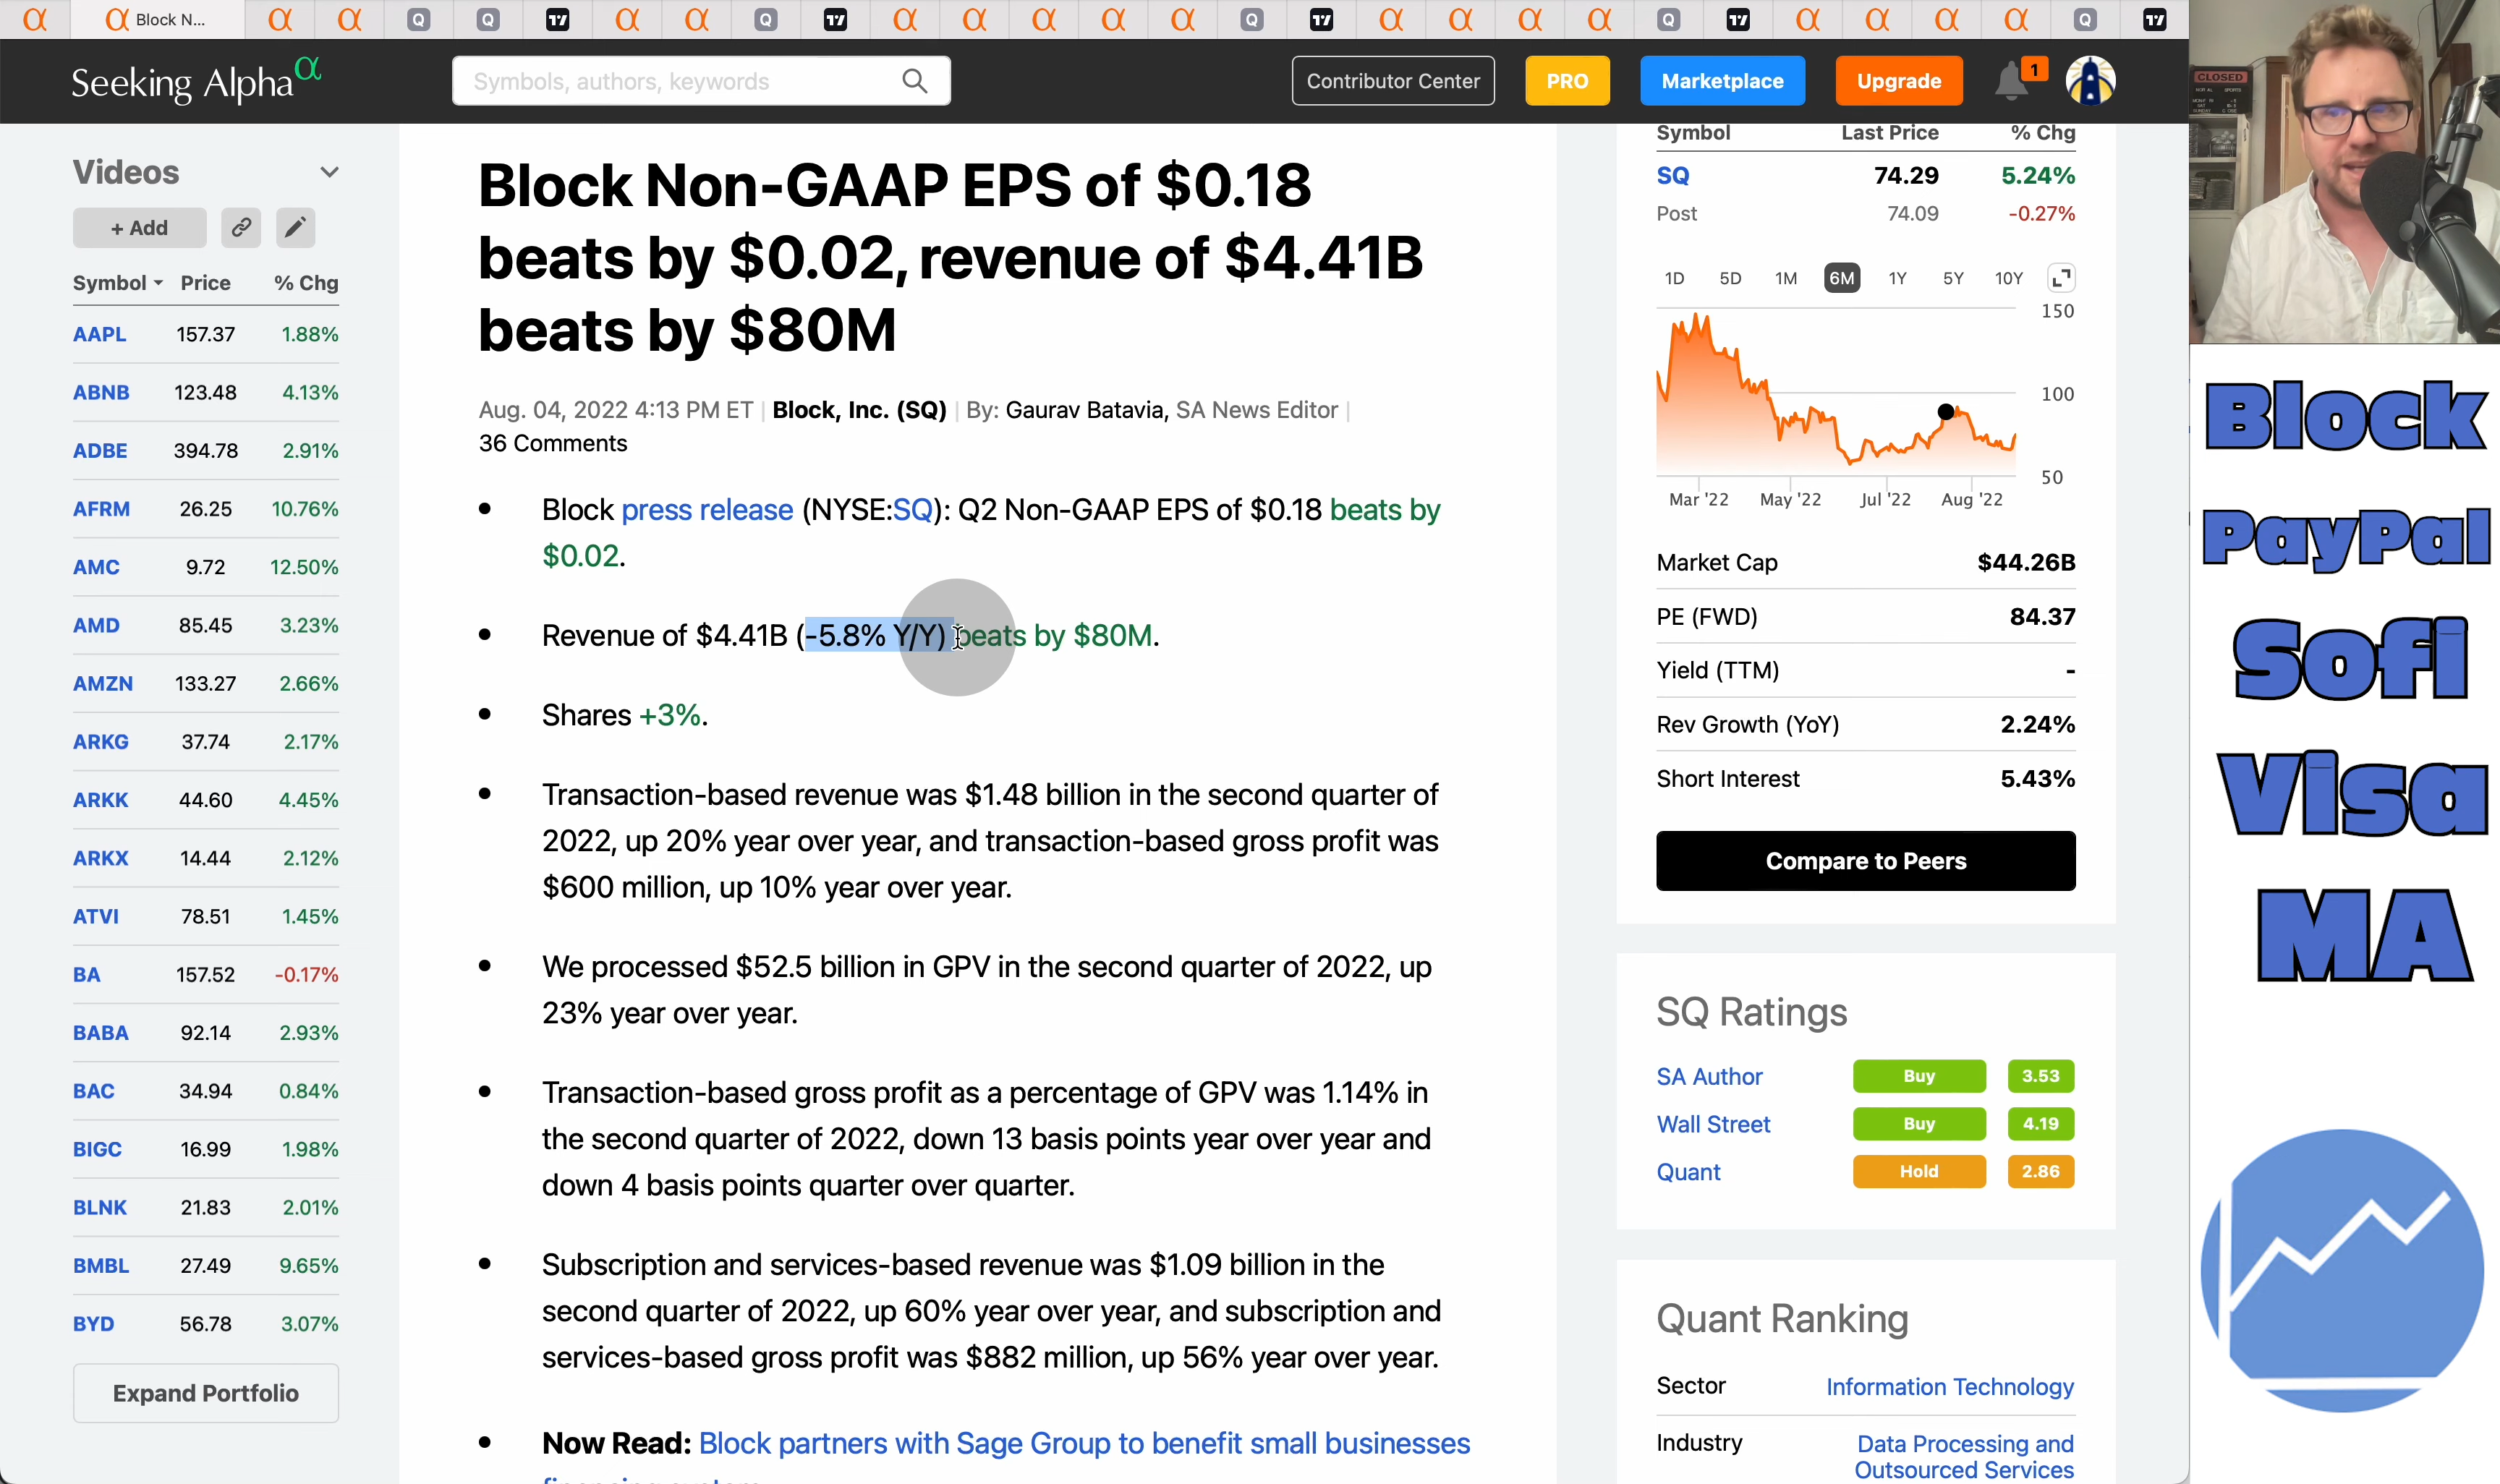 α
α Block N...
Seeking Alpha α
Symbols, authors, keywords
Contributor Center
PRO
Marketplace
Upgrade
1
Videos
+ Add
Symbol Price % Chg
AAPL 157.37 1.88%
ABNB 123.48 4.13%
ADBE 394.78 2.91%
AFRM 26.25 10.76%
AMC 9.72 12.50%
AMD 85.45 3.23%
AMZN 133.27 2.66%
ARKG 37.74 2.17%
ARKK 44.60 4.45%
ARKX 14.44 2.12%
ATVI 78.51 1.45%
BA 157.52 -0.17%
BABA 92.14 2.93%
BAC 34.94 0.84%
BIGC 16.99 1.98%
BLNK 21.83 2.01%
BMBL 27.49 9.65%
BYD 56.78 3.07%
Expand Portfolio
Block Non-GAAP EPS of $0.18
beats by $0.02, revenue of $4.41B
beats by $80M
Aug. 04, 2022 4:13 PM ET | Block, Inc. (SQ) | By: Gaurav Batavia, SA News Editor |
36 Comments
• Block press release (NYSE:SQ): Q2 Non-GAAP EPS of $0.18 beats by
$0.02.
• Revenue of $4.41B (-5.8% Y/Y) beats by $80M.
• Shares +3%.
• Transaction-based revenue was $1.48 billion in the second quarter of
2022, up 20% year over year, and transaction-based gross profit was
$600 million, up 10% year over year.
• We processed $52.5 billion in GPV in the second quarter of 2022, up
23% year over year.
• Transaction-based gross profit as a percentage of GPV was 1.14% in
the second quarter of 2022, down 13 basis points year over year and
down 4 basis points quarter over quarter.
• Subscription and services-based revenue was $1.09 billion in the
second quarter of 2022, up 60% year over year, and subscription and
services-based gross profit was $882 million, up 56% year over year.
• Now Read: Block partners with Sage Group to benefit small businesses
Symbol Last Price % Chg
SQ 74.29 5.24%
Post 74.09 -0.27%
1D 5D 1M 6M 1Y 5Y 10Y
150
100
50
Mar '22 May '22 Jul '22 Aug '22
Market Cap $44.26B
PE (FWD) 84.37
Yield (TTM) -
Rev Growth (YoY) 2.24%
Short Interest 5.43%
Compare to Peers
SQ Ratings
SA Author Buy 3.53
Wall Street Buy 4.19
Quant Hold 2.86
Quant Ranking
Sector Information Technology
Industry Data Processing and
Outsourced Services
CLOSED
Block
PayPal
Sofi
Visa
MA